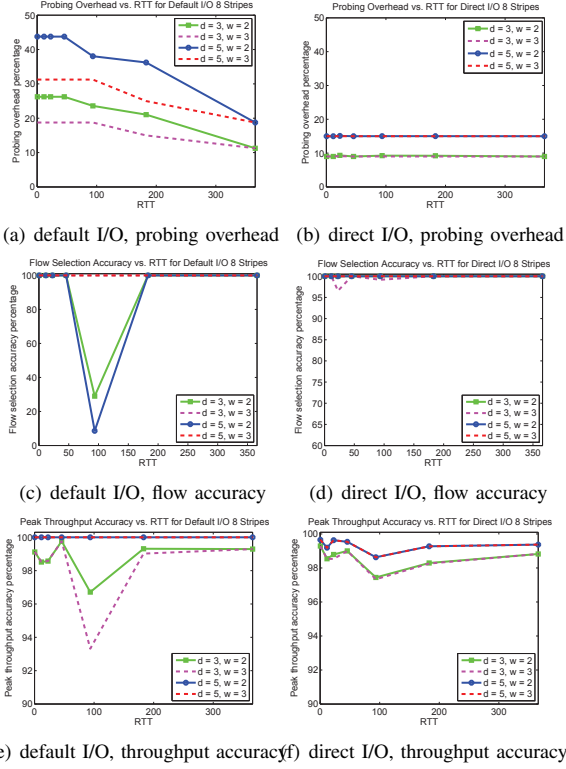 Probing Overhead vs. RTT for Default I/O 8 Stripes
Probing overhead percentage
50
40
30
20
10
0
0 100 200 300
RTT
d = 3, w = 2
d = 3, w = 3
d = 5, w = 2
d = 5, w = 3
(a) default I/O, probing overhead
Probing Overhead vs. RTT for Direct I/O 8 Stripes
Probing overhead percentage
50
40
30
20
10
0
0 100 200 300
RTT
d = 3, w = 2
d = 3, w = 3
d = 5, w = 2
d = 5, w = 3
(b) direct I/O, probing overhead
Flow Selection Accuracy vs. RTT for Default I/O 8 Stripes
Flow selection accuracy percentage
100
80
60
40
20
0
0 50 100 150 200 250 300 350
RTT
d = 3, w = 2
d = 3, w = 3
d = 5, w = 2
d = 5, w = 3
(c) default I/O, flow accuracy
Flow Selection Accuracy vs. RTT for Direct I/O 8 Stripes
Flow selection accuracy percentage
100
95
90
85
80
75
70
65
60
0 50 100 150 200 250 300 350
RTT
d = 3, w = 2
d = 3, w = 3
d = 5, w = 2
d = 5, w = 3
(d) direct I/O, flow accuracy
Peak Throughput Accuracy vs. RTT for Default I/O 8 Stripes
Peak throughput accuracy percentage
100
98
96
94
92
90
0 100 200 300
RTT
d = 3, w = 2
d = 3, w = 3
d = 5, w = 2
d = 5, w = 3
e) default I/O, throughput accuracy
Peak Throughput Accuracy vs. RTT for Direct I/O 8 Stripes
Peak throughput accuracy percentage
100
98
96
94
92
90
0 100 200 300
RTT
d = 3, w = 2
d = 3, w = 3
d = 5, w = 2
d = 5, w = 3
(f) direct I/O, throughput accuracy